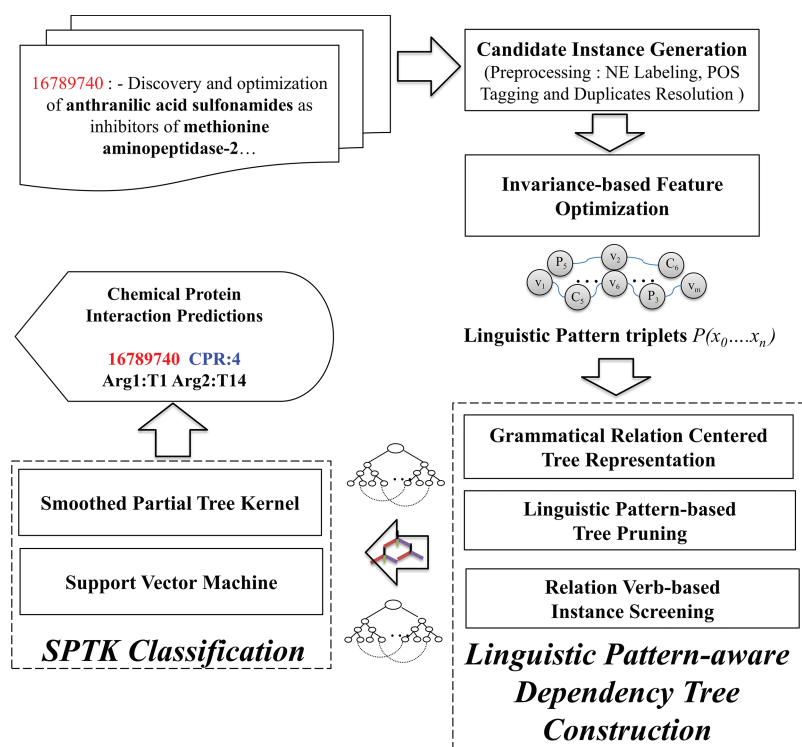 16789740 : - Discovery and optimization
of anthranilic acid sulfonamides as
inhibitors of methionine
aminopeptidase-2…
Candidate Instance Generation
(Preprocessing : NE Labeling, POS
Tagging and Duplicates Resolution )
Invariance-based Feature
Optimization
P5 v2 C6
v1 C5 v6 P3 vm
Linguistic Pattern triplets P(x0....xn)
Chemical Protein
Interaction Predictions
16789740 CPR:4
Arg1:T1 Arg2:T14
Grammatical Relation Centered
Tree Representation
Linguistic Pattern-based
Tree Pruning
Relation Verb-based
Instance Screening
Linguistic Pattern-aware
Dependency Tree
Construction
Smoothed Partial Tree Kernel
Support Vector Machine
SPTK Classification